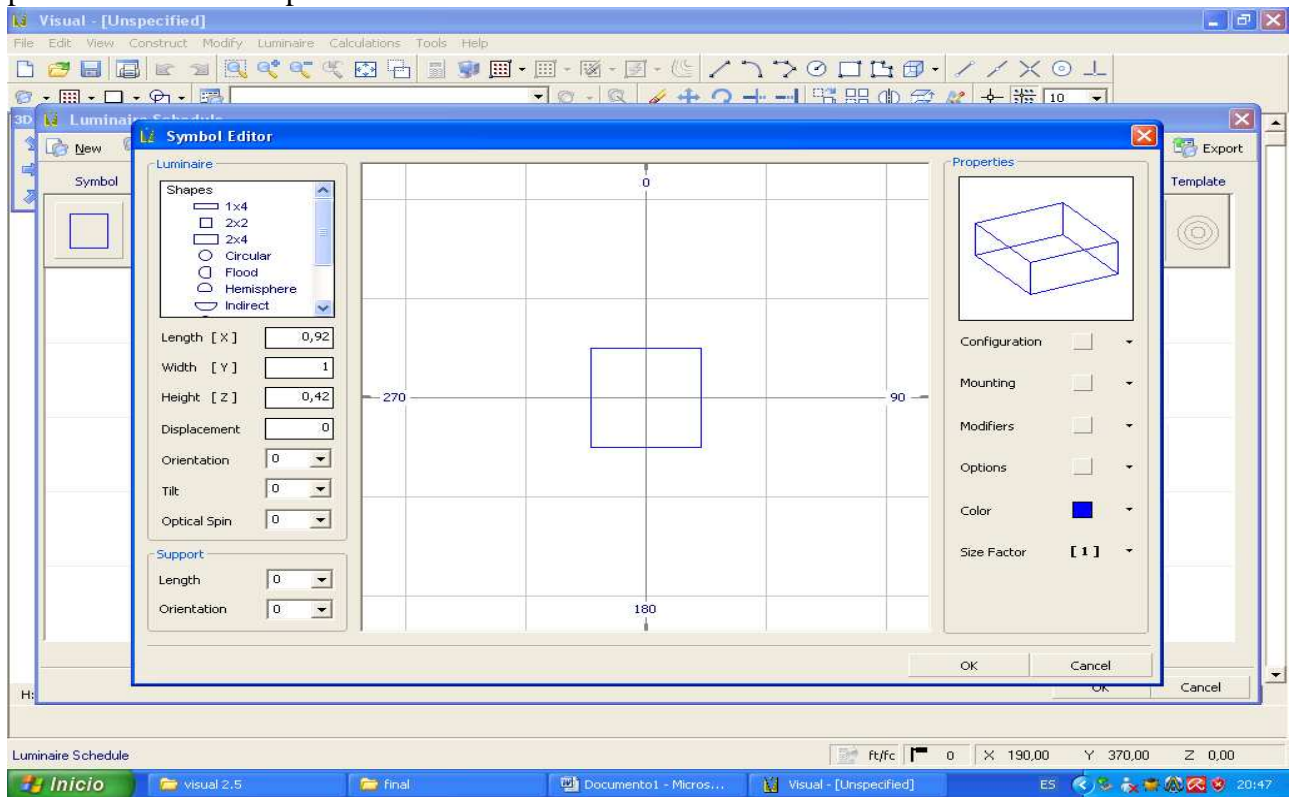 Visual - [Unspecified]
File Edit View Construct Modify Luminaire Calculations Tools Help
10
3D
Luminaire Schedule
Symbol Editor
New
Export
Symbol
Template
Luminaire
Shapes
1x4
2x2
2x4
Circular
Flood
Hemisphere
Indirect
Length [ X ] 0,92
Width [ Y ] 1
Height [ Z ] 0,42
Displacement 0
Orientation 0
Tilt 0
Optical Spin 0
Support
Length 0
Orientation 0
0
270
90
180
Properties
Configuration
Mounting
Modifiers
Options
Color
Size Factor [ 1 ]
OK Cancel
OK Cancel
H:
Luminaire Schedule
ft/fc 0 X 190,00 Y 370,00 Z 0,00
Inicio visual 2.5 final Documento1 - Micros... Visual - [Unspecified] ES 20:47